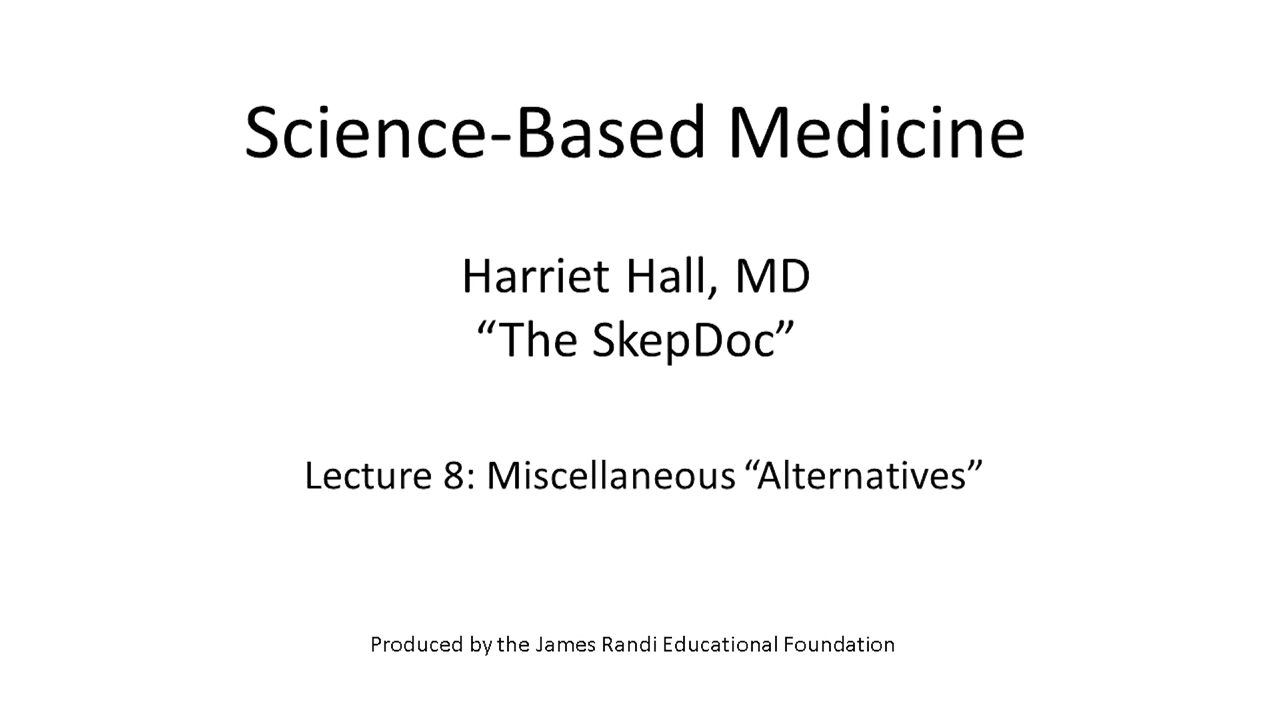 Science-Based Medicine
Harriet Hall, MD
“The SkepDoc”
Lecture 8: Miscellaneous “Alternatives”
Produced by the James Randi Educational Foundation